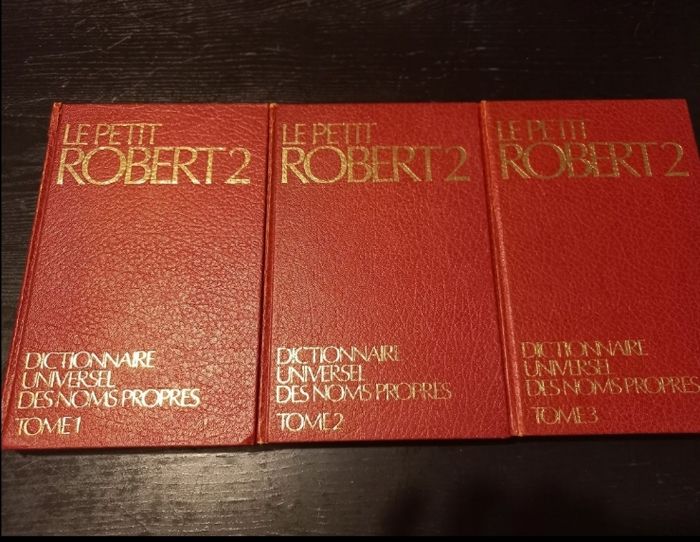 LE PETIT
ROBERT 2
DICTIONNAIRE
UNIVERSEL
DES NOMS PROPRES
TOME 1
LE PETIT
ROBERT 2
DICTIONNAIRE
UNIVERSEL
DES NOMS PROPRES
TOME 2
LE PETIT
ROBERT 2
DICTIONNAIRE
UNIVERSEL
DES NOMS PROPRES
TOME 3